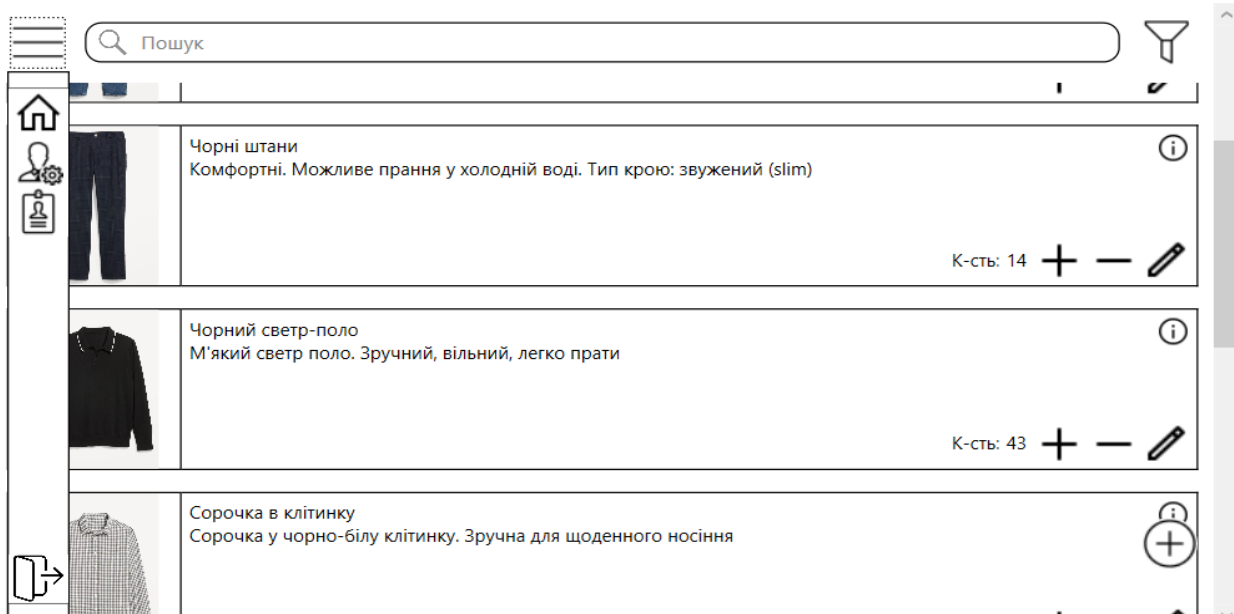 Пошук
Чорні штани
Комфортні. Можливе прання у холодній воді. Тип крою: звужений (slim)
К-сть: 14
Чорний светр-поло
М'який светр поло. Зручний, вільний, легко прати
К-сть: 43
Сорочка в клітинку
Сорочка у чорно-білу клітинку. Зручна для щоденного носіння